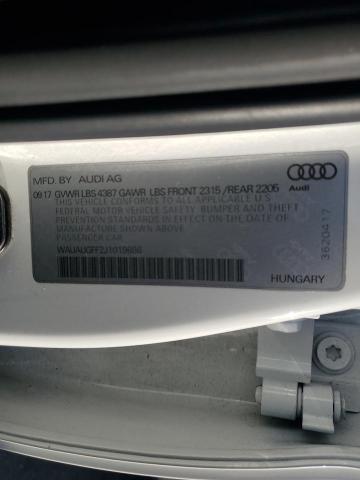 MFD. BY AUDI AG
09 17 GVWR LBS 4387 GAWR LBS FRONT 2315 /REAR 2205
Audi
THIS VEHICLE CONFORMS TO ALL APPLICABLE U.S
FEDERAL MOTOR VEHICLE SAFETY BUMPER AND THEFT
PREVENTION STANDARDS IN EFFECT ON THE DATE OF
MANUFACTURE SHOWN ABOVE
PASSENGER CAR
WAUAUGFF2J1019666
3620417
HUNGARY